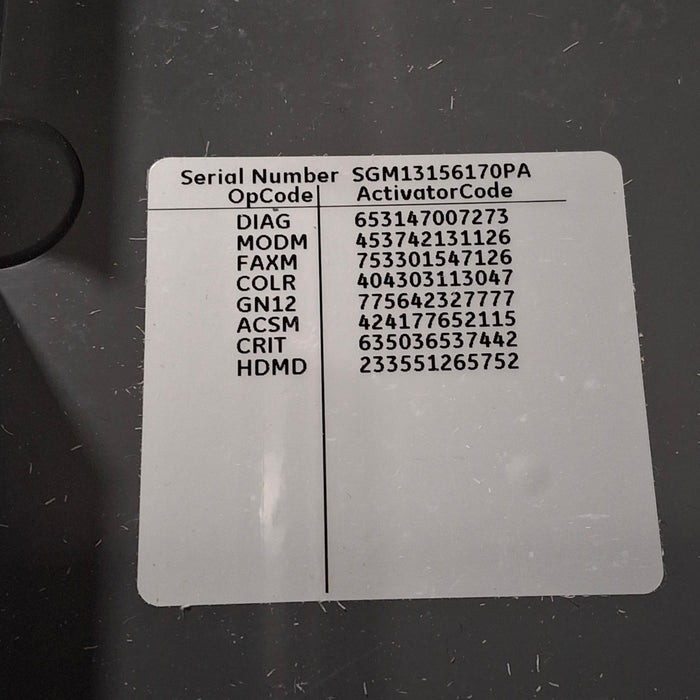 Serial Number SGM13156170PA
OpCode ActivatorCode
DIAG 653147007273
MODM 453742131126
FAXM 753301547126
COLR 404303113047
GN12 775642327777
ACSM 424177652115
CRIT 635036537442
HDMD 233551265752